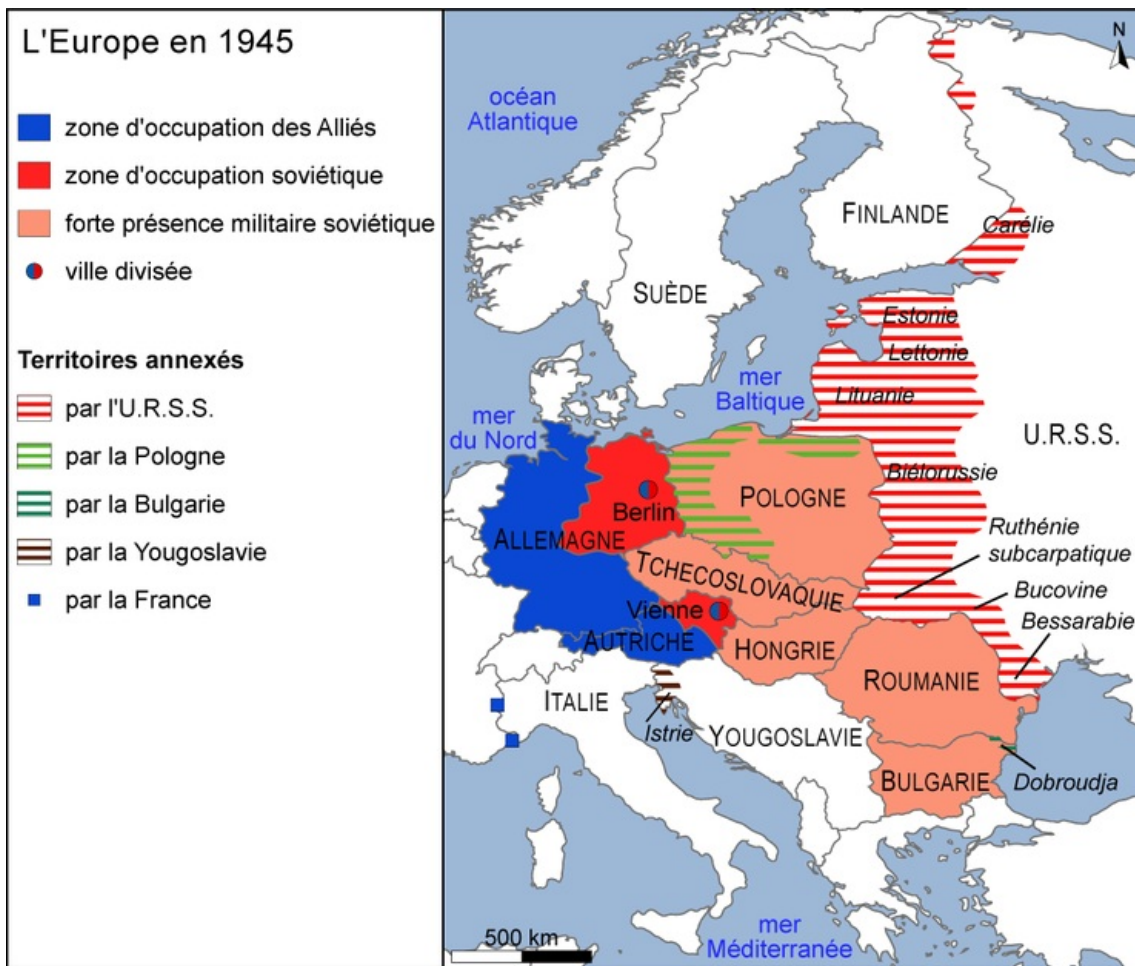 L'Europe en 1945
zone d'occupation des Alliés
zone d'occupation soviétique
forte présence militaire soviétique
ville divisée
Territoires annexés
par l'U.R.S.S.
par la Pologne
par la Bulgarie
par la Yougoslavie
par la France
N
océan
Atlantique
FINLANDE
Carélie
SUÈDE
Estonie
Lettonie
mer
Baltique
Lituanie
mer
du Nord
U.R.S.S.
Biélorussie
POLOGNE
Berlin
ALLEMAGNE
Ruthénie
subcarpatique
TCHECOSLOVAQUIE
Bucovine
Vienne
Bessarabie
AUTRICHE
HONGRIE
ROUMANIE
ITALIE
Istrie
YOUGOSLAVIE
BULGARIE
Dobroudja
mer
Méditerranée
500 km